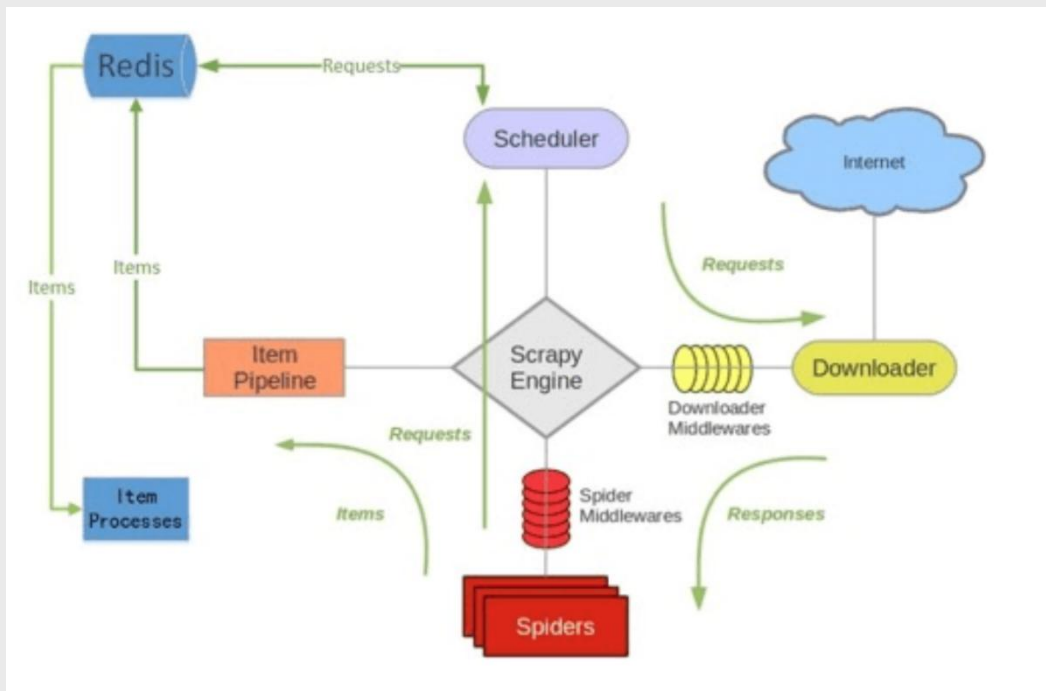 Redis
Requests
Scheduler
Internet
Requests
Items
Items
Item
Pipeline
Scrapy
Engine
Downloader
Downloader
Middlewares
Requests
Item
Processes
Items
Spider
Middlewares
Responses
Spiders